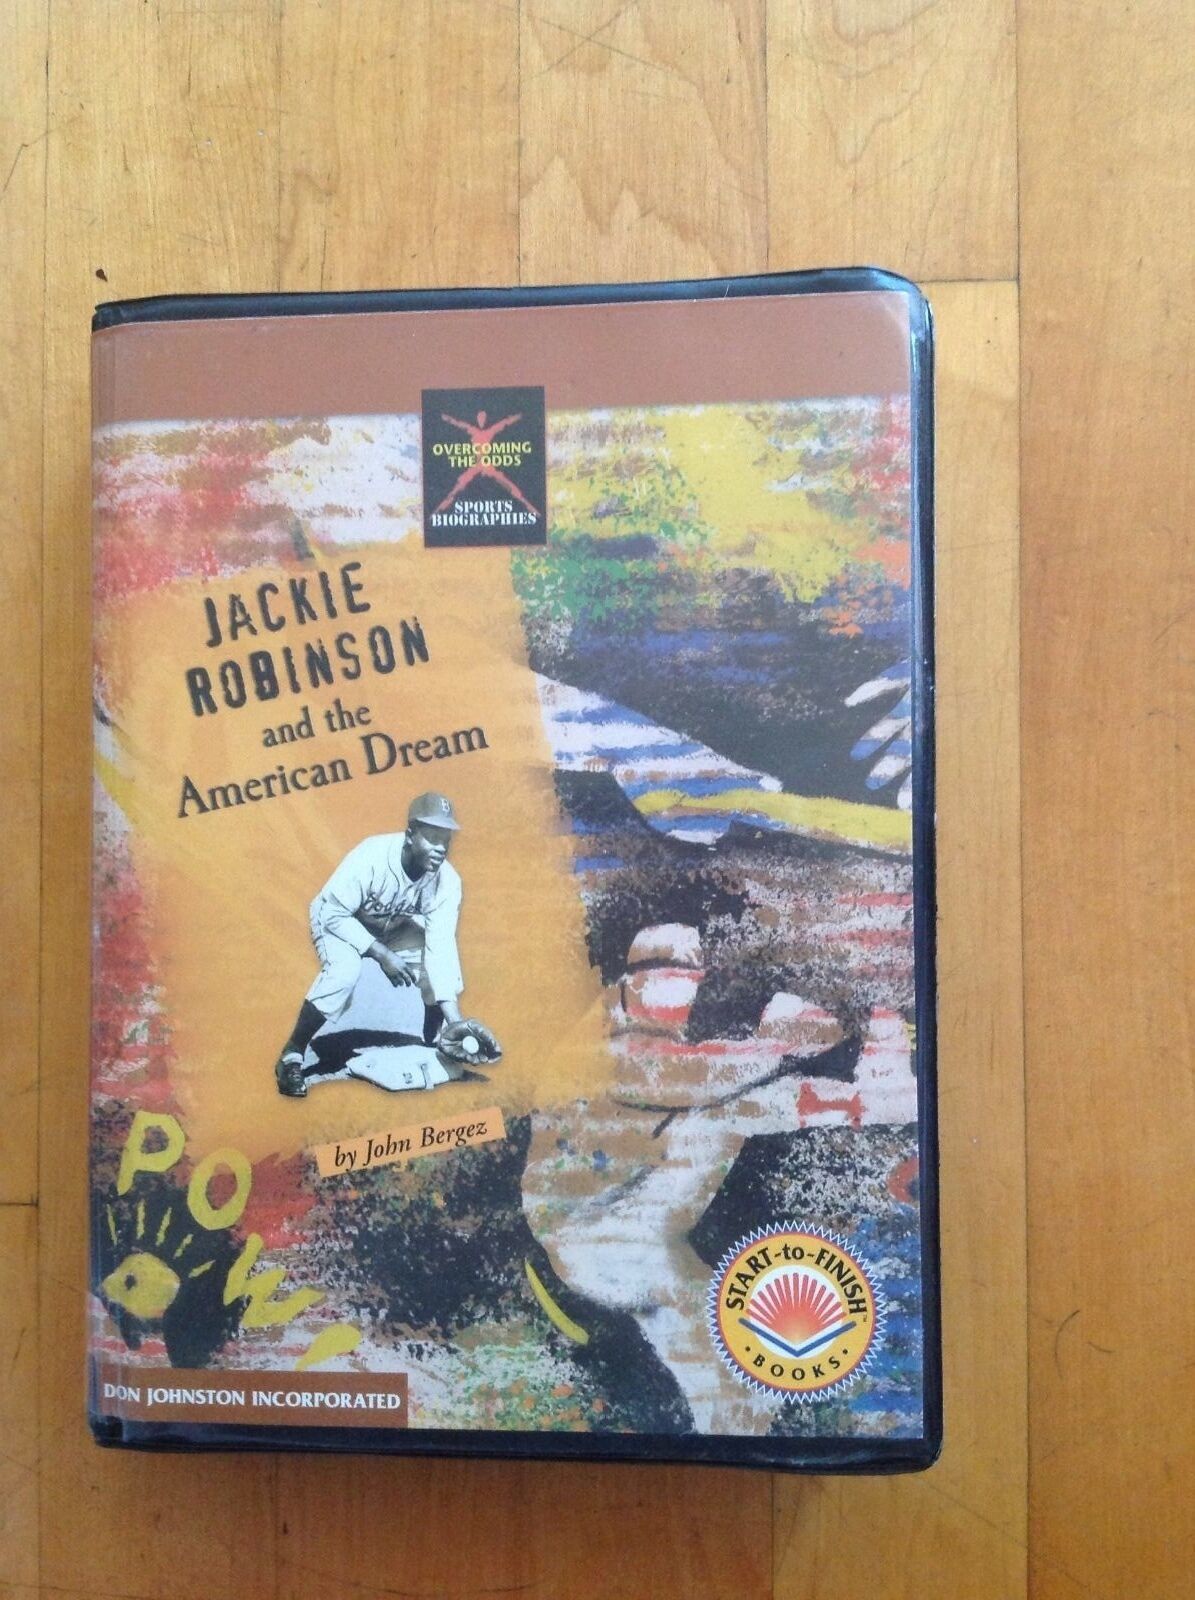 OVERCOMING
THE ODDS
SPORTS
BIOGRAPHIES
JACKIE
ROBINSON
and the
American Dream
B
Dodgers
by John Bergez
POW
START-to-FINISH
BOOKS
DON JOHNSTON INCORPORATED